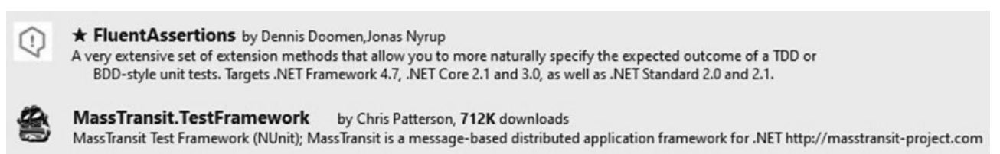 ★ FluentAssertions by Dennis Doomen,Jonas Nyrup
A very extensive set of extension methods that allow you to more naturally specify the expected outcome of a TDD or
BDD-style unit tests. Targets .NET Framework 4.7, .NET Core 2.1 and 3.0, as well as .NET Standard 2.0 and 2.1.
MassTransit.TestFramework by Chris Patterson, 712K downloads
MassTransit Test Framework (NUnit); MassTransit is a message-based distributed application framework for .NET http://masstransit-project.com